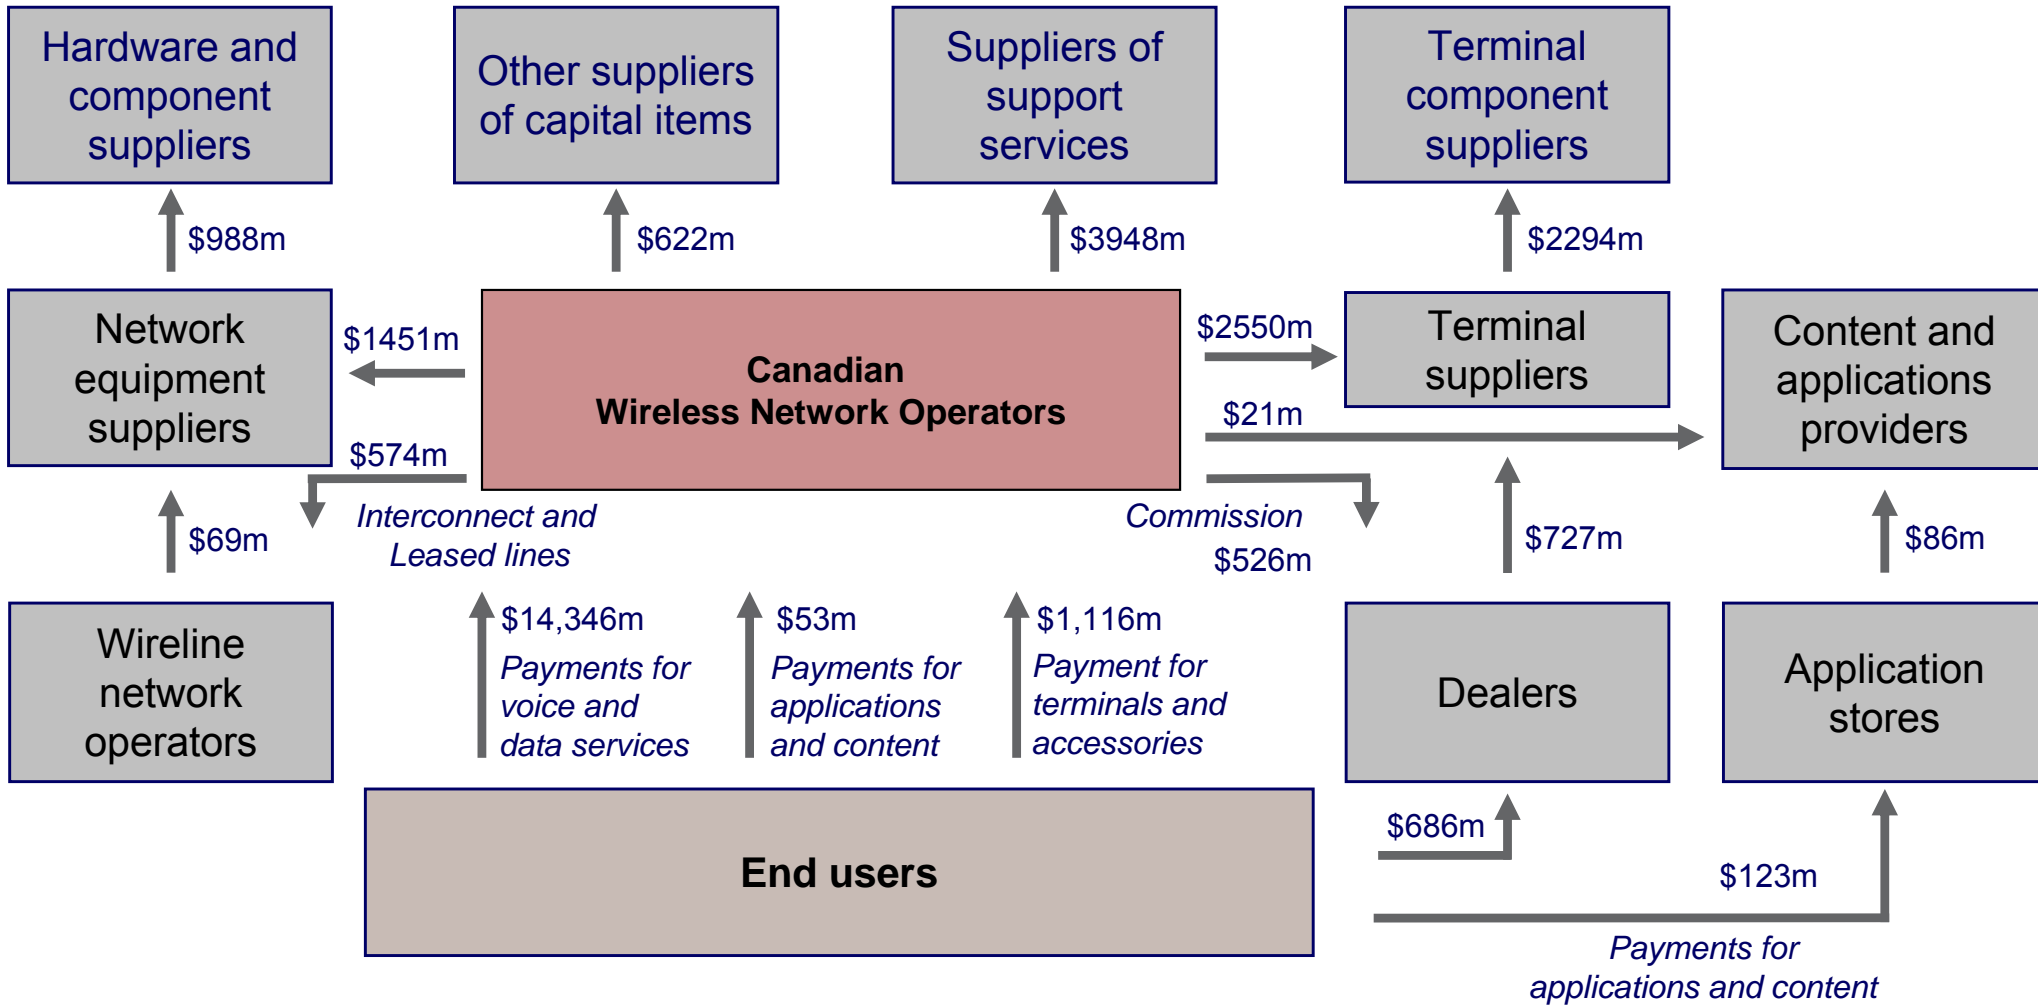 Hardware and
component
suppliers
Other suppliers
of capital items
Suppliers of
support
services
Terminal
component
suppliers
$988m
$622m
$3948m
$2294m
Network
equipment
suppliers
$1451m
Canadian
Wireless Network Operators
$2550m
Terminal
suppliers
Content and
applications
providers
$21m
$574m
Interconnect and
Leased lines
Commission
$526m
$69m
$727m
$86m
Wireline
network
operators
$14,346m
Payments for
voice and
data services
$53m
Payments for
applications
and content
$1,116m
Payment for
terminals and
accessories
Dealers
Application
stores
End users
$686m
$123m
Payments for
applications and content